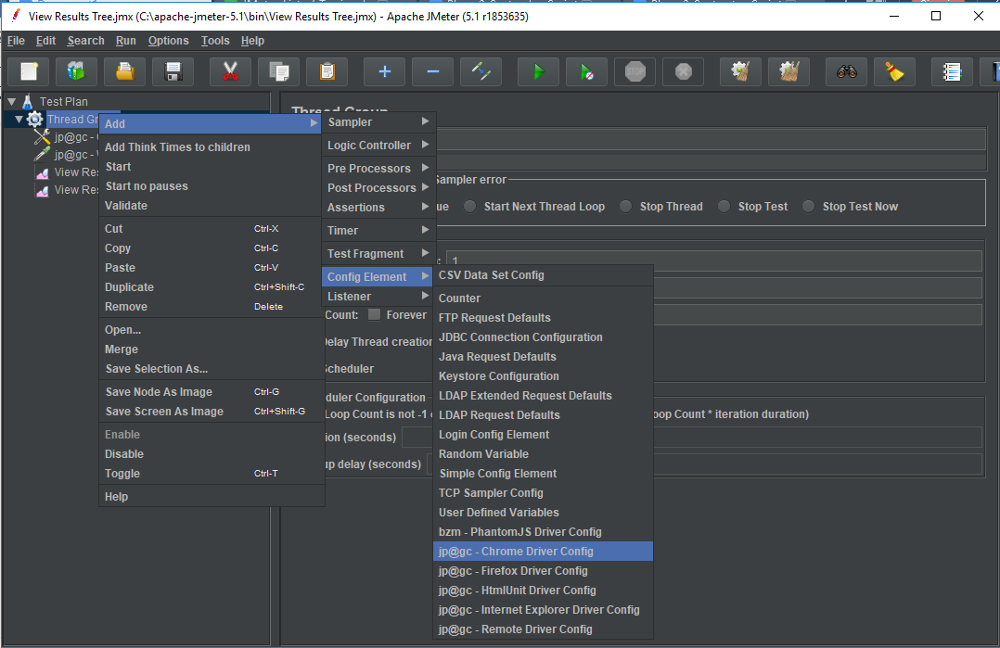 View Results Tree.jmx (C:\apache-jmeter-5.1\bin\View Results Tree.jmx) - Apache JMeter (5.1 r1853635)
File Edit Search Run Options Tools Help
STOP
Test Plan
Thread Gr
jp@gc -
jp@gc -
View Res
View Res
Thread Group
Add
Add Think Times to children
Start
Start no pauses
Validate
Cut Ctrl-X
Copy Ctrl-C
Paste Ctrl-V
Duplicate Ctrl+Shift-C
Remove Delete
Open...
Merge
Save Selection As...
Save Node As Image Ctrl-G
Save Screen As Image Ctrl+Shift-G
Enable
Disable
Toggle Ctrl-T
Help
Sampler
Logic Controller
Pre Processors
Post Processors
Assertions
Timer
Test Fragment
Config Element
Listener
CSV Data Set Config
Counter
FTP Request Defaults
JDBC Connection Configuration
Java Request Defaults
Keystore Configuration
LDAP Extended Request Defaults
LDAP Request Defaults
Login Config Element
Random Variable
Simple Config Element
TCP Sampler Config
User Defined Variables
bzm - PhantomJS Driver Config
jp@gc - Chrome Driver Config
jp@gc - Firefox Driver Config
jp@gc - HtmlUnit Driver Config
jp@gc - Internet Explorer Driver Config
jp@gc - Remote Driver Config
Sampler error
ue Start Next Thread Loop Stop Thread Stop Test Stop Test Now
: 1
Count: Forever
Delay Thread creation
Scheduler
duler Configuration
Loop Count is not -1 oop Count * iteration duration)
ion (seconds)
up delay (seconds)